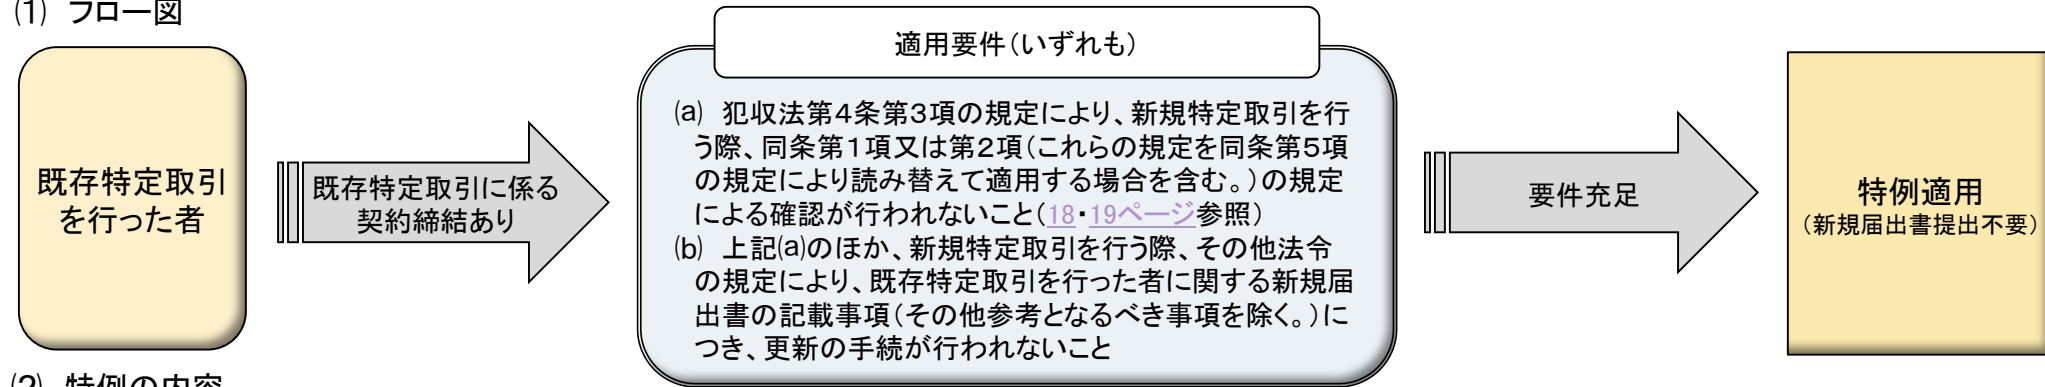 ⑴ フロー図
既存特定取引
を行った者
既存特定取引に係る
契約締結あり
適用要件(いずれも)
⒜ 犯収法第4条第3項の規定により、新規特定取引を行
う際、同条第1項又は第2項(これらの規定を同条第5項
の規定により読み替えて適用する場合を含む。)の規定
による確認が行われないこと(18・19ページ参照)
⒝ 上記⒜のほか、新規特定取引を行う際、その他法令
の規定により、既存特定取引を行った者に関する新規届
出書の記載事項(その他参考となるべき事項を除く。)に
つき、更新の手続が行われないこと
要件充足
特例適用
(新規届出書提出不要)
⑵ 特例の内容